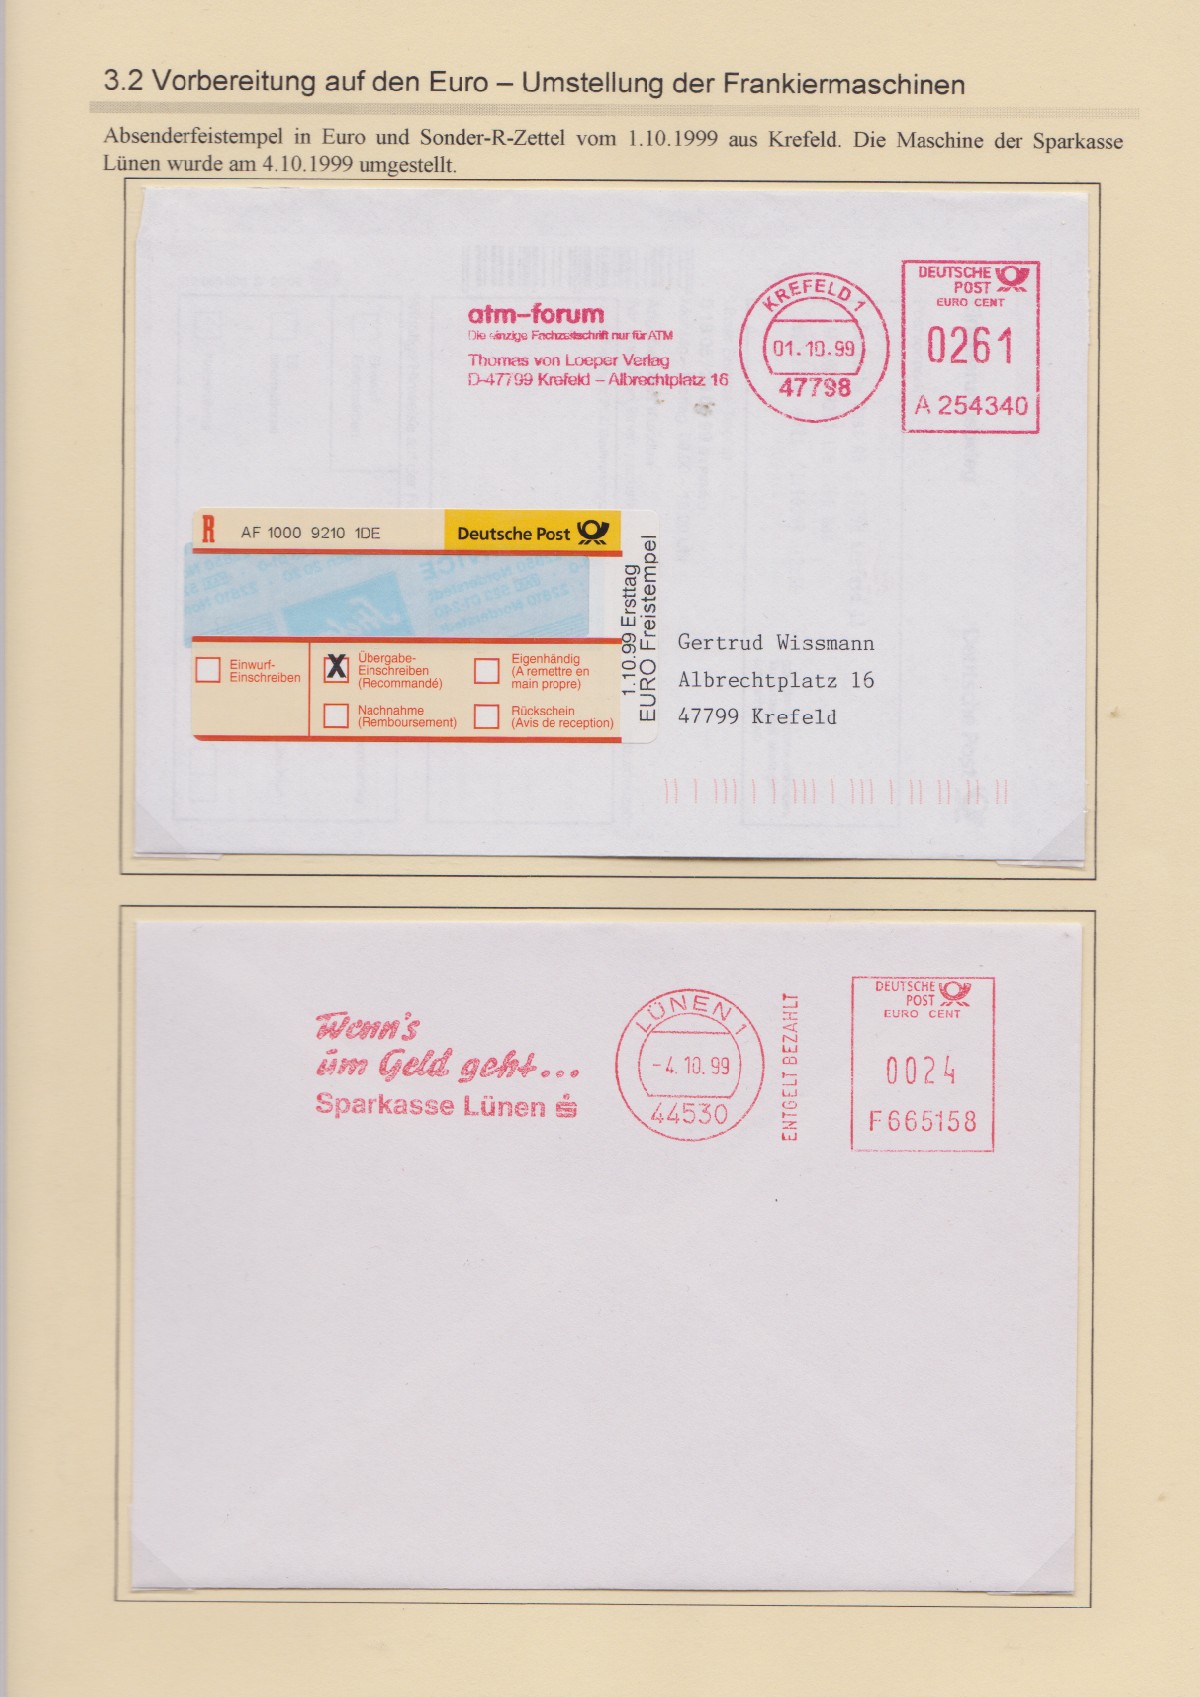 3.2 Vorbereitung auf den Euro – Umstellung der Frankiermaschinen
Absenderfeistempel in Euro und Sonder-R-Zettel vom 1.10.1999 aus Krefeld. Die Maschine der Sparkasse
Lünen wurde am 4.10.1999 umgestellt.
atm-forum
Die einzige Fachzeitschrift nur für ATM
Thomas von Loeper Verlag
D-47799 Krefeld – Albrechtplatz 16
KREFELD 1
01.10.99
47798
DEUTSCHE
POST
EURO CENT
0261
A 254340
R AF 1000 9210 1DE
Deutsche Post
Einwurf-
Einschreiben
X
Übergabe-
Einschreiben
(Recommandé)
Eigenhändig
(A remettre en
main propre)
Nachnahme
(Remboursement)
Rückschein
(Avis de reception)
1.10.99 Ersttag
EURO Freistempel
Gertrud Wissmann
Albrechtplatz 16
47799 Krefeld
Wenn's
um Geld geht...
Sparkasse Lünen
LÜNEN 1
-4.10.99
44530
ENTGELT BEZAHLT
DEUTSCHE
POST
EURO CENT
0024
F665158